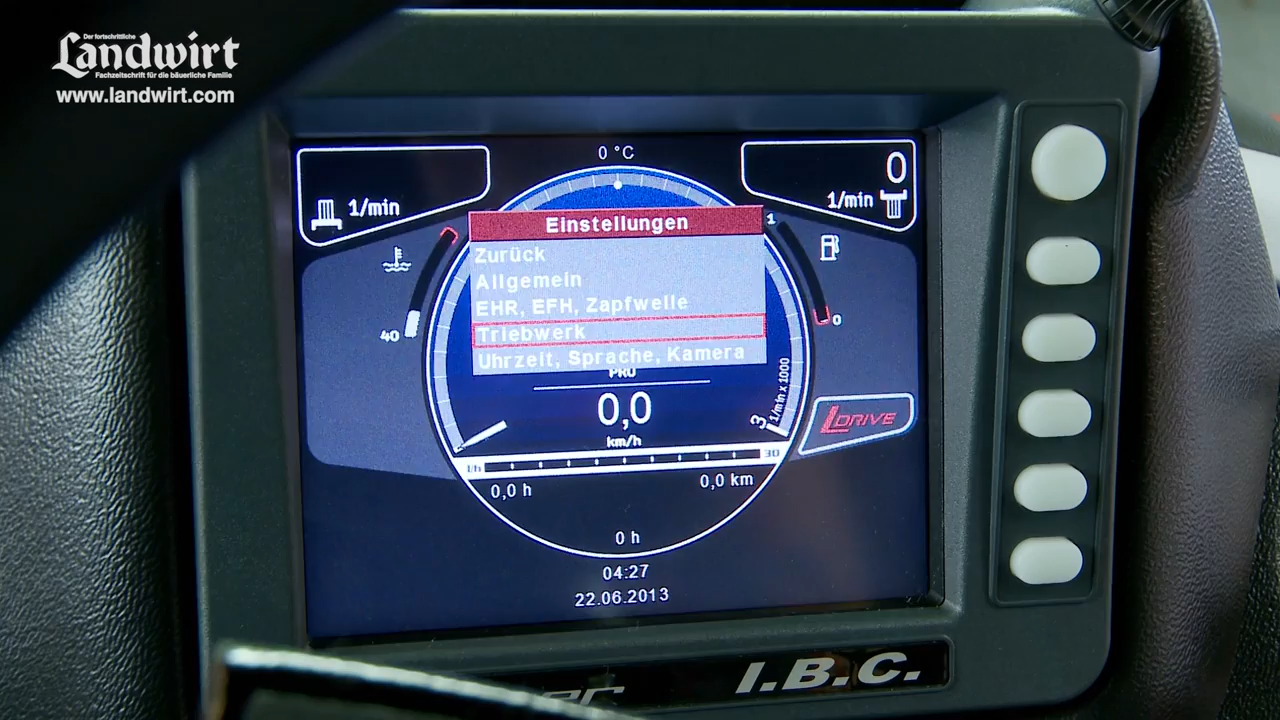 Der fortschrittliche
Landwirt
Fachzeitschrift für die bäuerliche Familie
www.landwirt.com
0 °C
1/min
0
1/min
Einstellungen
Zurück
Allgemein
EHR, EFH, Zapfwelle
Triebwerk
Uhrzeit, Sprache, Kamera
1
40
0
PRO
0,0
km/h
3
1/min x 1000
LDRIVE
l/h
30
0,0 h
0,0 km
0 h
04:27
22.06.2013
I.B.C.